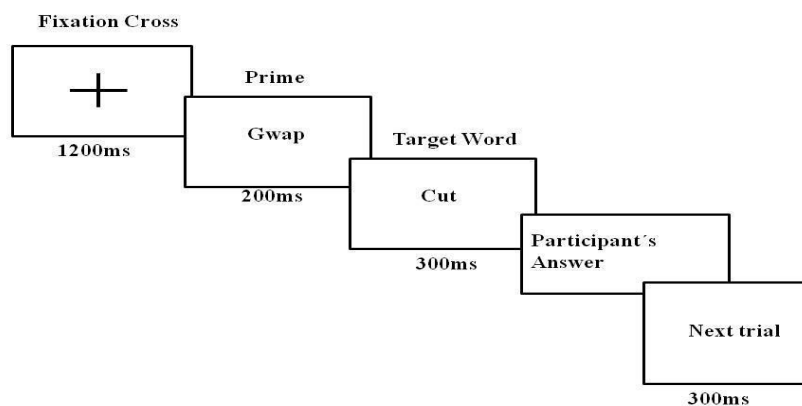 Fixation Cross
1200ms
Prime
Gwap
200ms
Target Word
Cut
300ms
Participant´s
Answer
Next trial
300ms